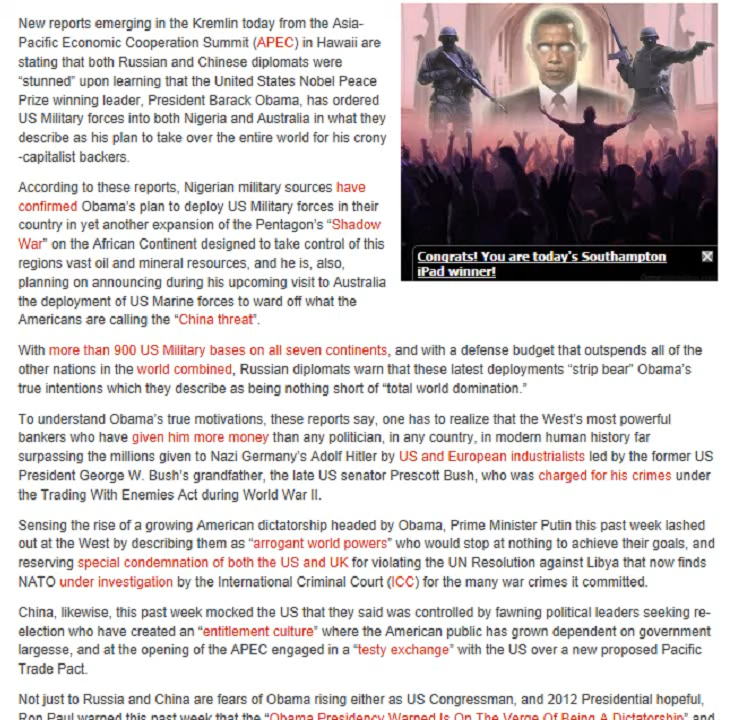 New reports emerging in the Kremlin today from the Asia-
Pacific Economic Cooperation Summit (APEC) in Hawaii are
stating that both Russian and Chinese diplomats were
“stunned” upon learning that the United States Nobel Peace
Prize winning leader, President Barack Obama, has ordered
US Military forces into both Nigeria and Australia in what they
describe as his plan to take over the entire world for his crony
-capitalist backers.
According to these reports, Nigerian military sources have
confirmed Obama’s plan to deploy US Military forces in their
country in yet another expansion of the Pentagon’s “Shadow
War” on the African Continent designed to take control of this
regions vast oil and mineral resources, and he is, also,
planning on announcing during his upcoming visit to Australia
the deployment of US Marine forces to ward off what the
Americans are calling the “China threat”.
Congrats! You are today's Southampton
iPad winner!
With more than 900 US Military bases on all seven continents, and with a defense budget that outspends all of the
other nations in the world combined, Russian diplomats warn that these latest deployments “strip bear” Obama’s
true intentions which they describe as being nothing short of “total world domination.”
To understand Obama’s true motivations, these reports say, one has to realize that the West’s most powerful
bankers who have given him more money than any politician, in any country, in modern human history far
surpassing the millions given to Nazi Germany’s Adolf Hitler by US and European industrialists led by the former US
President George W. Bush’s grandfather, the late US senator Prescott Bush, who was charged for his crimes under
the Trading With Enemies Act during World War II.
Sensing the rise of a growing American dictatorship headed by Obama, Prime Minister Putin this past week lashed
out at the West by describing them as “arrogant world powers” who would stop at nothing to achieve their goals, and
reserving special condemnation of both the US and UK for violating the UN Resolution against Libya that now finds
NATO under investigation by the International Criminal Court (ICC) for the many war crimes it committed.
China, likewise, this past week mocked the US that they said was controlled by fawning political leaders seeking re-
election who have created an “entitlement culture” where the American public has grown dependent on government
largesse, and at the opening of the APEC engaged in a “testy exchange” with the US over a new proposed Pacific
Trade Pact.
Not just to Russia and China are fears of Obama rising either as US Congressman, and 2012 Presidential hopeful,
Ron Paul warned this past week that the “Obama Presidency Warned Is On The Verge Of Being A Dictatorship” and